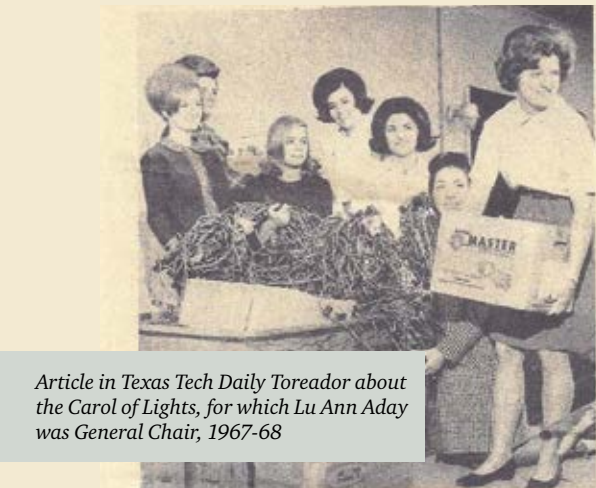 MASTER
Article in Texas Tech Daily Toreador about
the Carol of Lights, for which Lu Ann Aday
was General Chair, 1967-68